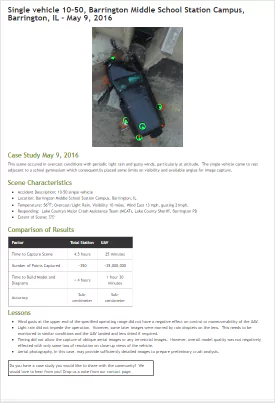 Single vehicle 10-50, Barrington Middle School Station Campus,
Barrington, IL - May 9, 2016
Case Study May 9, 2016
This scene occurred in overcast conditions with periodic light rain and gusty winds, particularly at altitude. The single vehicle came to rest
adjacent to a school gymnasium which consequently placed some limits on visibility and available angles for image capture.
Scene Characteristics
Accident Description: 10-50 single vehicle
Location: Barrington Middle School Station Campus, Barrington, IL
Temperature: 56°F, Overcast/Light Rain, Visibility 10 miles, Wind East 13 mph, gusting
Responding: Lake County's Major Crash Assistance Team (MCAT), Lake County Sheriff, Barrington PD
Extent of Scene:
Comparison of Results
Factor Total Station UAV
Time to Capture Scene 4.5 hours 25 minutes
Number of Points Captured ~350
Time to Build Model and
Diagrams > 4 hours 1 hour 30
minutes
Accuracy Sub-
centimeter Sub-
centimeter
Lessons
Wind gusts at the upper end of the specified operating range did not have a negative effect on control or maneuverability of the UAV
Light rain did not impede the operation. However, some later images were marred by rain droplets on the lens. This needs to be
monitored in similar conditions and the UAV landed and lens dried if required.
Timing did not allow the capture of oblique aerial images or any terrestrial images. However, overall model quality was not negatively
effected with only some loss of resolution on close-up views of the vehicle.
Aerial photography, in this case, may provide sufficiently detailed images to prepare preliminary crash analysis.
Do you have a case study you would like to share with the community? We
would love to hear from you! Drop us a note from our contact page.